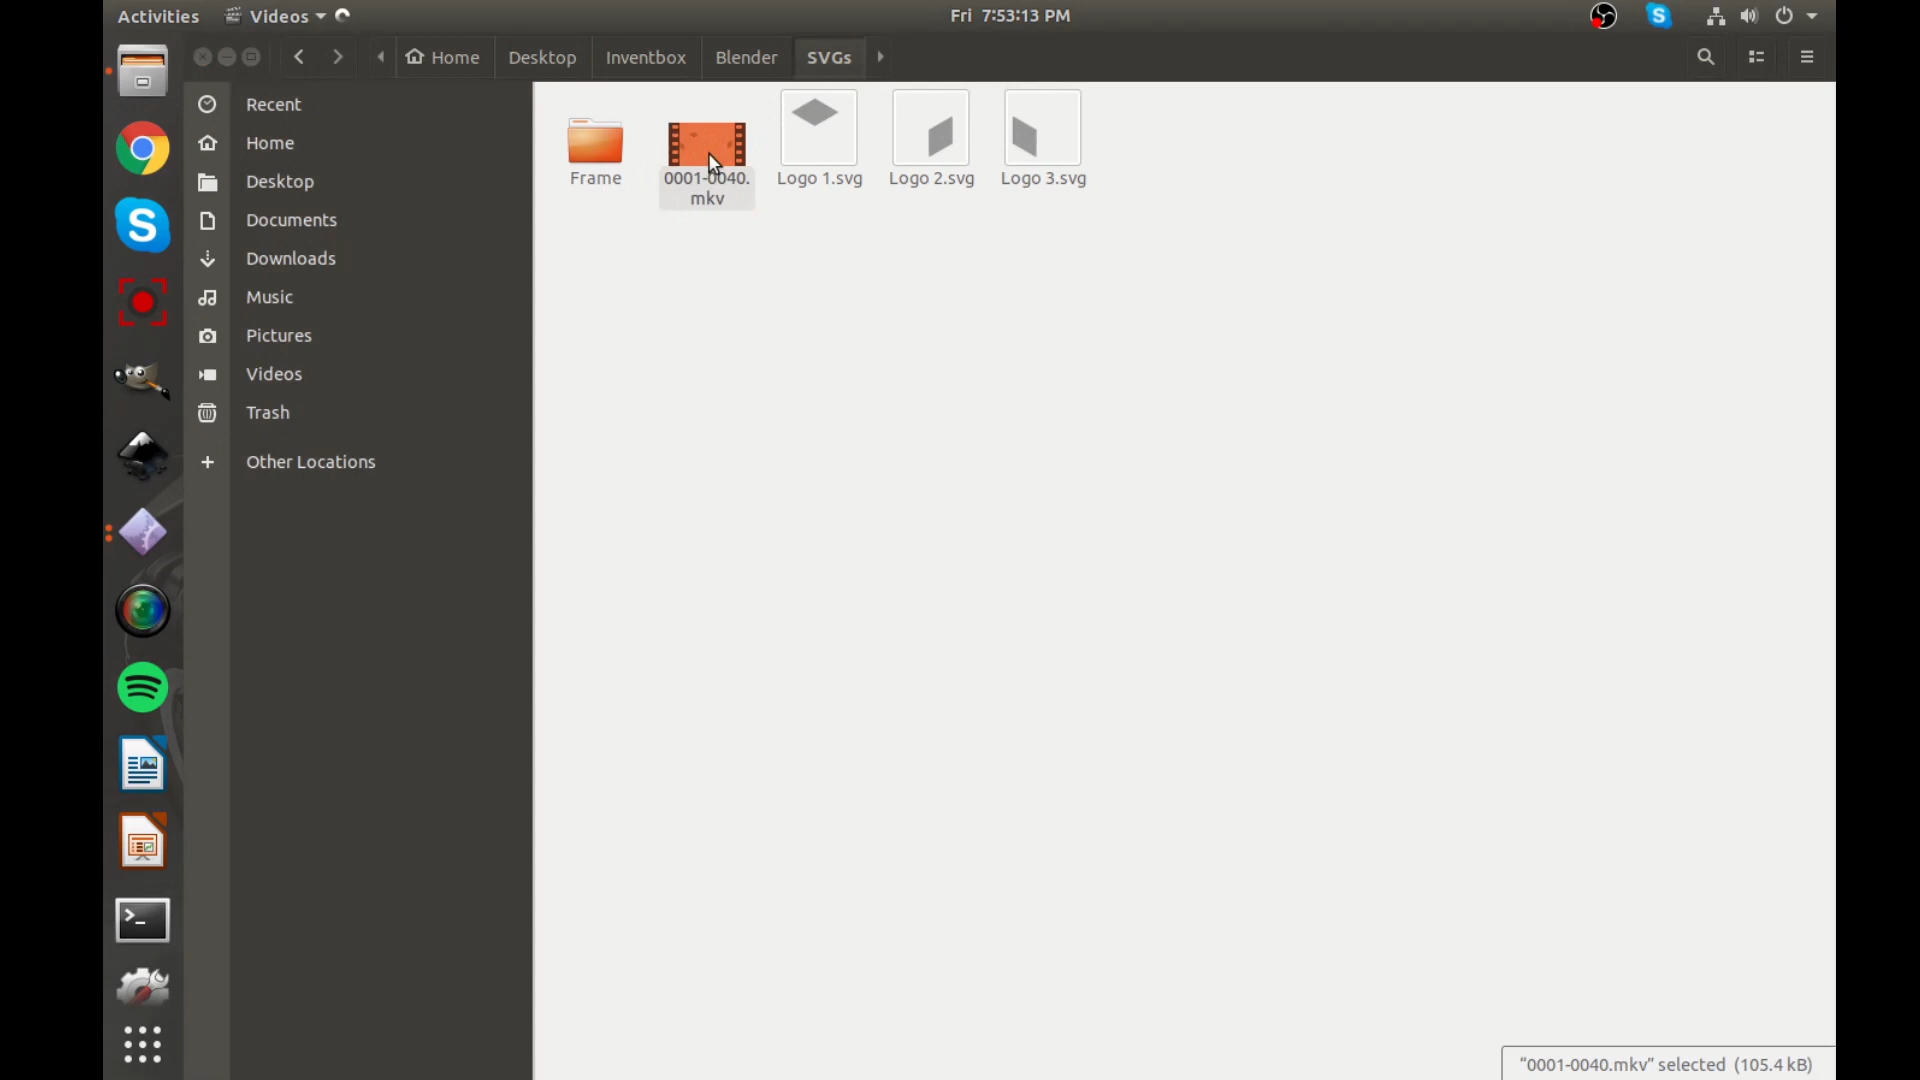 Activities Videos Fri 7:53:13 PM
Home Desktop Inventbox Blender SVGs
Recent
Home
Desktop
Documents
Downloads
Music
Pictures
Videos
Trash
Other Locations
Frame
0001-0040.
mkv
Logo 1.svg
Logo 2.svg
Logo 3.svg
"0001-0040.mkv" selected (105.4 kB)